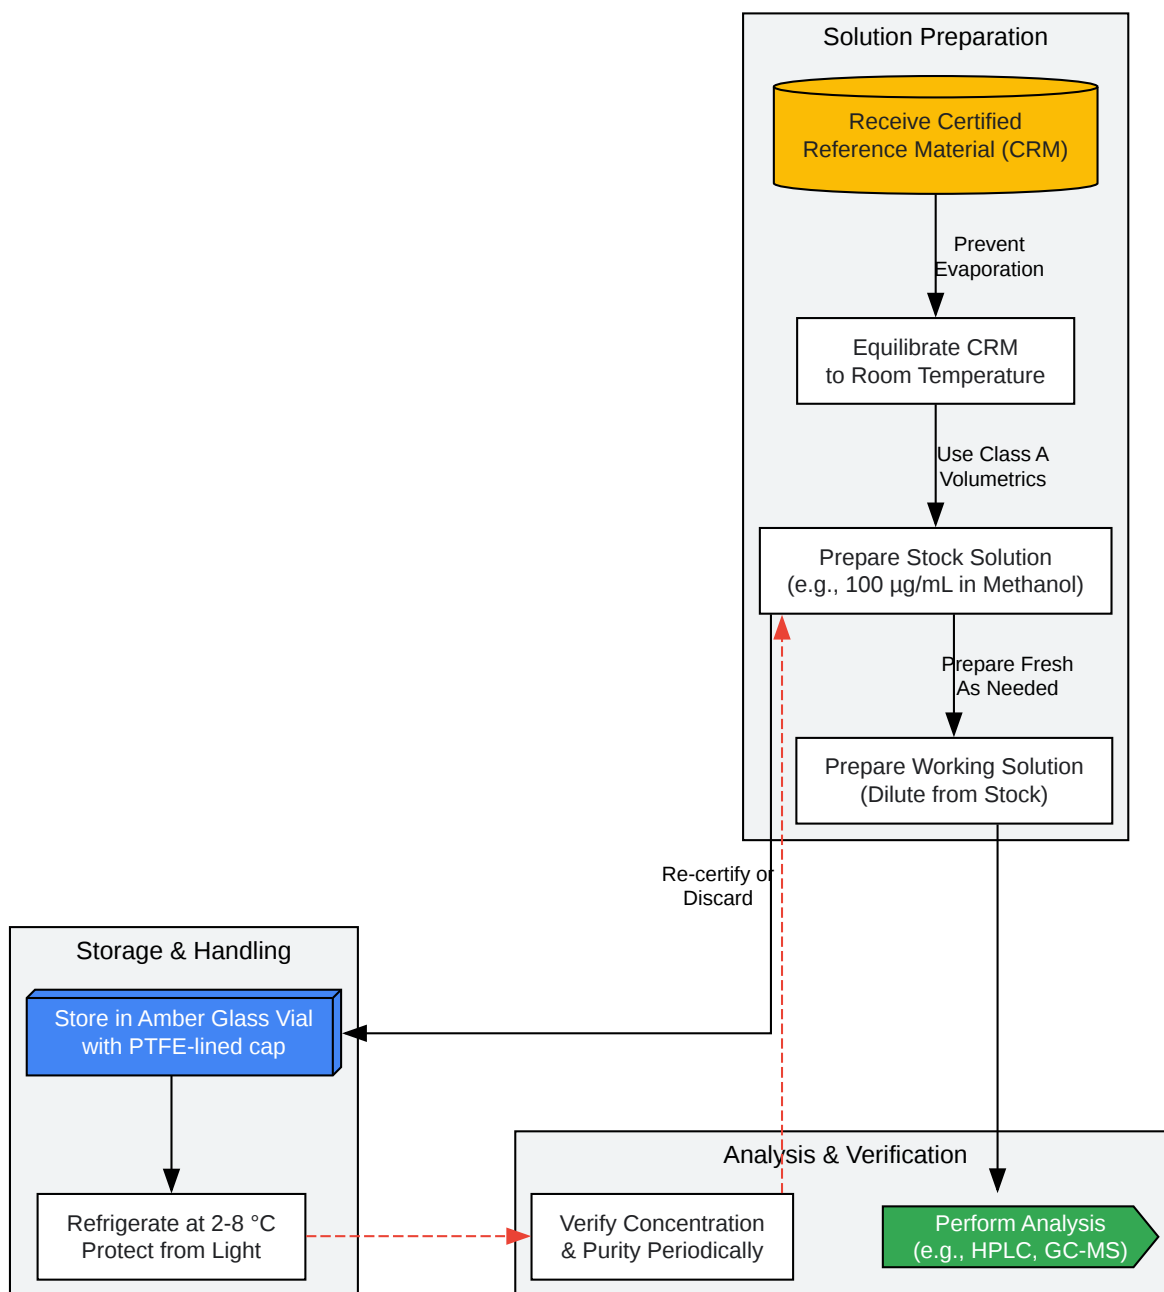 Solution Preparation
Receive Certified
Reference Material (CRM)
Prevent
Evaporation
Equilibrate CRM
to Room Temperature
Use Class A
Volumetrics
Prepare Stock Solution
(e.g., 100 µg/mL in Methanol)
Prepare Fresh
As Needed
Prepare Working Solution
(Dilute from Stock)
Re-certify or
Discard
Storage & Handling
Store in Amber Glass Vial
with PTFE-lined cap
Refrigerate at 2-8 °C
Protect from Light
Analysis & Verification
Verify Concentration
& Purity Periodically
Perform Analysis
(e.g., HPLC, GC-MS)